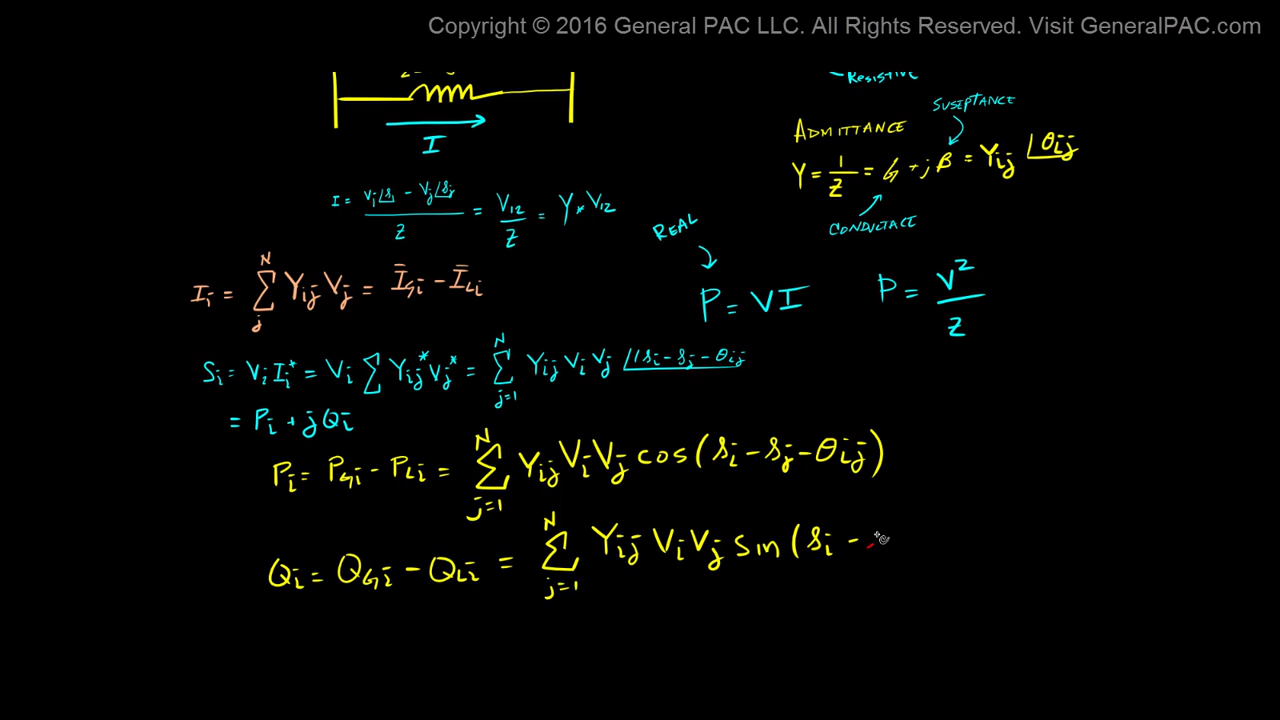 Copyright © 2016 General PAC LLC. All Rights Reserved. Visit GeneralPAC.com
-Resistive
SUSEPTANCE
ADMITTANCE
Y = 1/Z = G + jB = Yij ∠θij
CONDUCTACE
I
I = (Vi∠δi - Vj∠δj)/Z = V12/Z = Y * V12
REAL
Ii = Σ_j^N Yij Vj = ĪGi - ĪLi
P = VI
P = V²/Z
Si = Vi Ii* = Vi Σ Yij* Vj* = Σ_{j=1}^N Yij Vi Vj ∠δi - δj - θij
= Pi + jQi
Pi = PGi - PLi = Σ_{j=1}^N Yij Vi Vj cos(δi - δj - θij)
Qi = QGi - QLi = Σ_{j=1}^N Yij Vi Vj sin(δi -